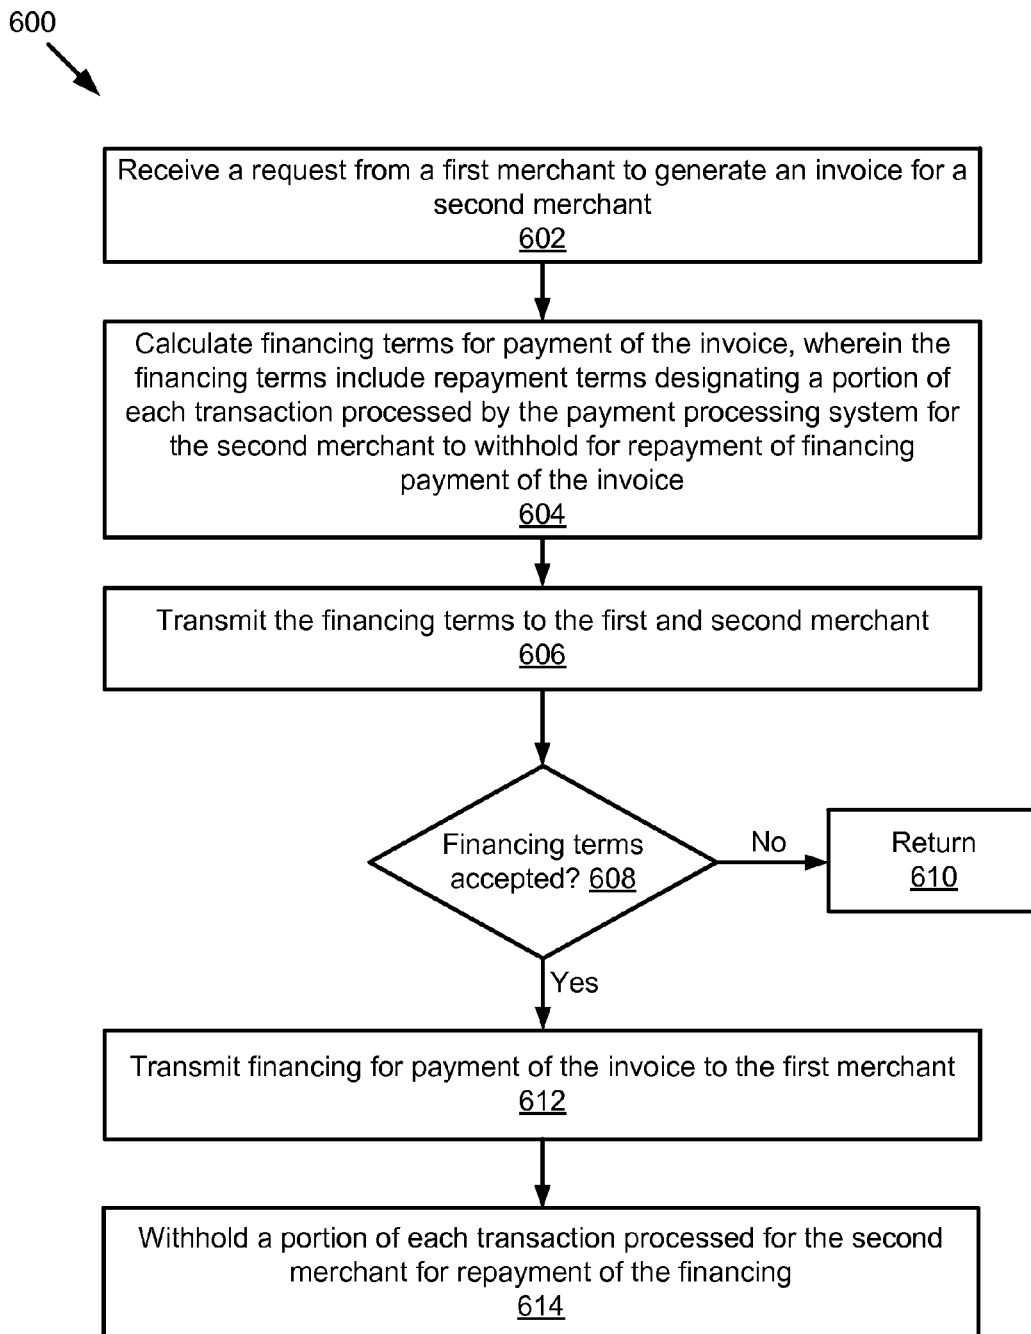 600
Receive a request from a first merchant to generate an invoice for a
second merchant
602
Calculate financing terms for payment of the invoice, wherein the
financing terms include repayment terms designating a portion of
each transaction processed by the payment processing system for
the second merchant to withhold for repayment of financing
payment of the invoice
604
Transmit the financing terms to the first and second merchant
606
Financing terms
accepted? 608
No
Return
610
Yes
Transmit financing for payment of the invoice to the first merchant
612
Withhold a portion of each transaction processed for the second
merchant for repayment of the financing
614